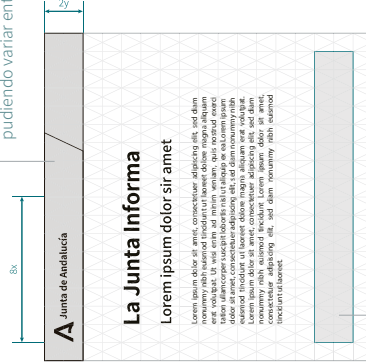 2y
pudiendo variar ent
8x
Junta de Andalucía
La Junta Informa
Lorem ipsum dolor sir amet
Lorem ipsum dolor sit amet, consectetuer adipiscing elit, sed diam
nonummy nibh euismod tincidunt ut laoreet dolore magna aliquam
erat volutpat. Ut wisi enim ad minim veniam, quis nostrud exerci
tation ullamcorper suscipit lobortis nisl ut aliquip ex ea Lorem ipsum
dolor sit amet, consectetuer adipiscing elit, sed diam nonummy nibh
euismod tincidunt ut laoreet dolore magna aliquam erat volutpat.
Lorem ipsum dolor sit amet, consectetuer adipiscing elit, sed diam
nonummy nibh euismod tincidunt Lorem ipsum dolor sit amet,
consectetuer adipiscing elit, sed diam nonummy nibh euismod
tincidunt ut laoreet.